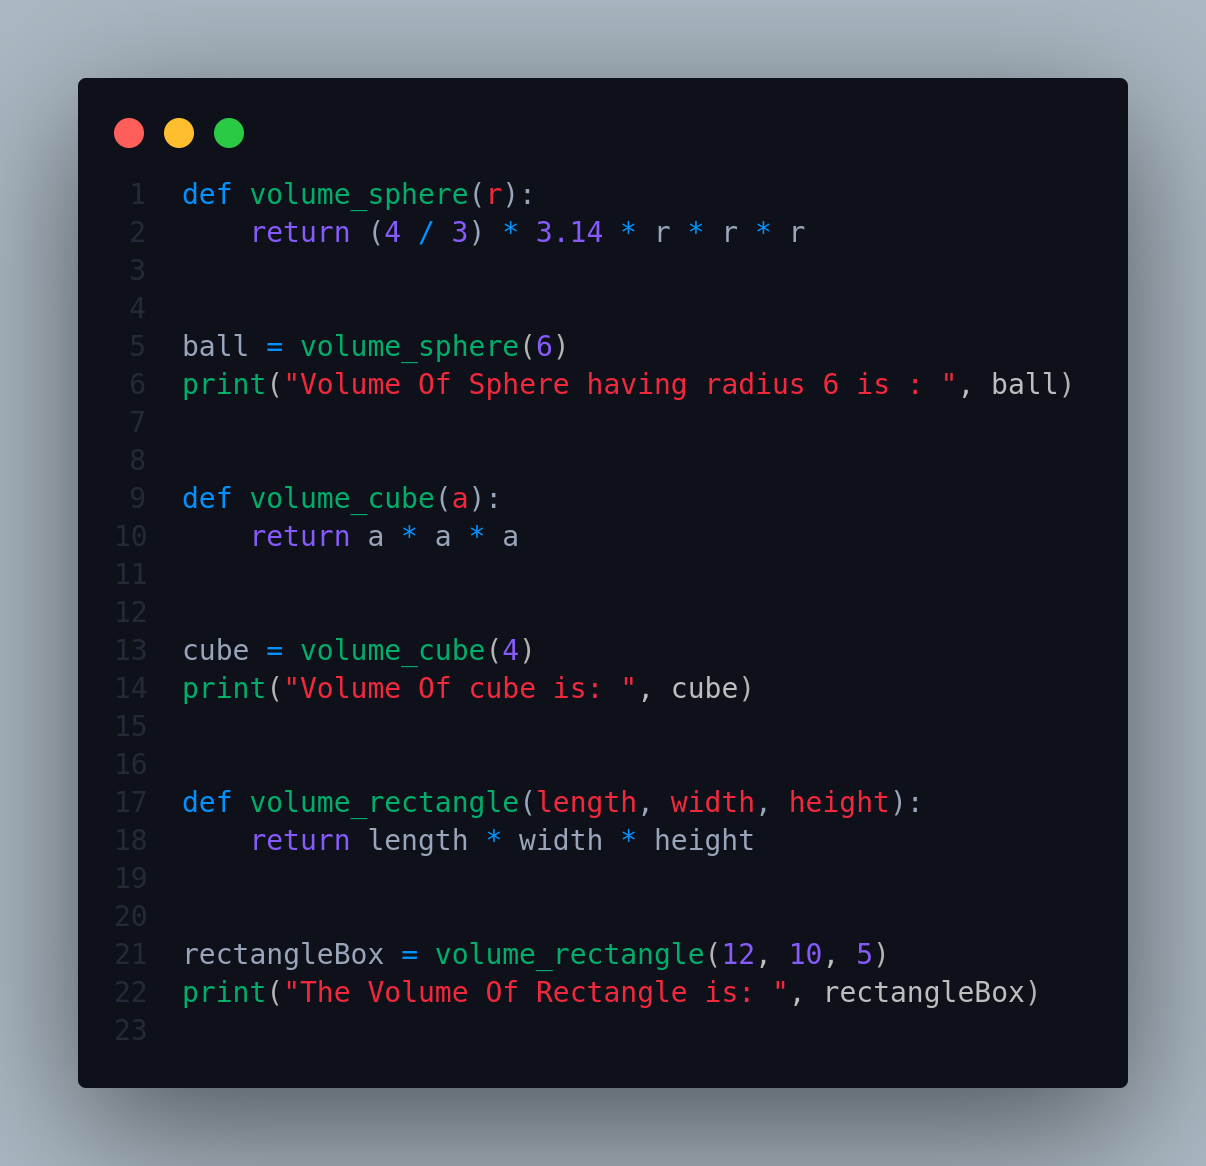 1 def volume_sphere(r):
2     return (4 / 3) * 3.14 * r * r * r
3
4
5 ball = volume_sphere(6)
6 print("Volume Of Sphere having radius 6 is : ", ball)
7
8
9 def volume_cube(a):
10     return a * a * a
11
12
13 cube = volume_cube(4)
14 print("Volume Of cube is: ", cube)
15
16
17 def volume_rectangle(length, width, height):
18     return length * width * height
19
20
21 rectangleBox = volume_rectangle(12, 10, 5)
22 print("The Volume Of Rectangle is: ", rectangleBox)
23